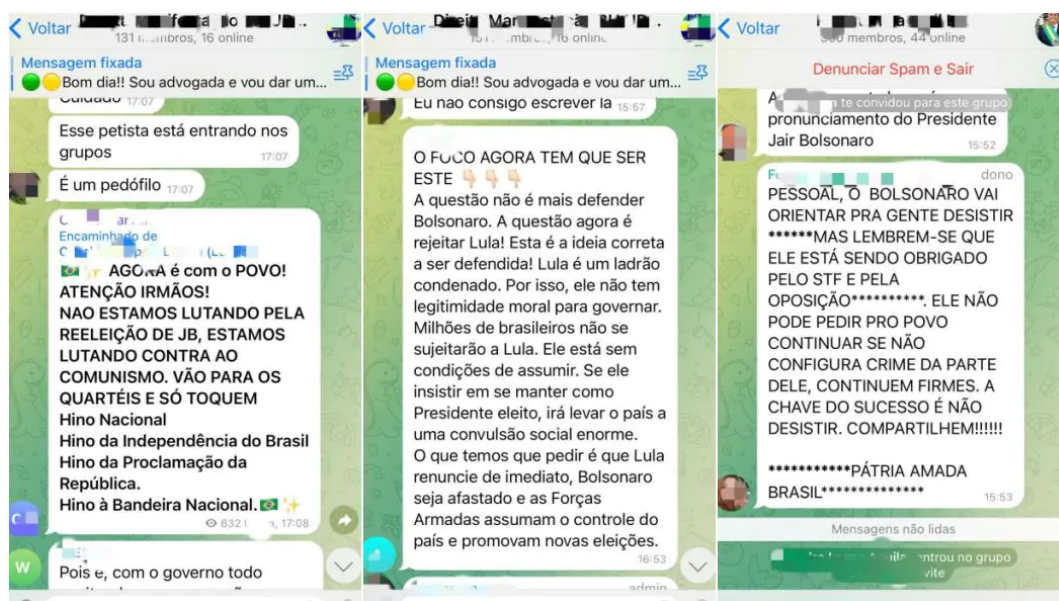 Voltar
131 membros, 16 online
Mensagem fixada
🟢🟡Bom dia!! Sou advogada e vou dar um...
Cuidado 17:07
Esse petista está entrando nos
grupos
17:07
É um pedófilo 17:07
Encaminhado de
🇧🇷✨ AGORA é com o POVO!
ATENÇÃO IRMÃOS!
NAO ESTAMOS LUTANDO PELA
REELEIÇÃO DE JB, ESTAMOS
LUTANDO CONTRA AO
COMUNISMO. VÃO PARA OS
QUARTÉIS E SÓ TOQUEM
Hino Nacional
Hino da Independência do Brasil
Hino da Proclamação da
República.
Hino à Bandeira Nacional.🇧🇷✨
632 17:08
W
Pois e, com o governo todo
Voltar
16 online
Mensagem fixada
🟢🟡Bom dia!! Sou advogada e vou dar um...
Eu não consigo escrever lá 15:57
O FOCO AGORA TEM QUE SER
ESTE 👇🏻👇🏻👇🏻
A questão não é mais defender
Bolsonaro. A questão agora é
rejeitar Lula! Esta é a ideia correta
a ser defendida! Lula é um ladrão
condenado. Por isso, ele não tem
legitimidade moral para governar.
Milhões de brasileiros não se
sujeitarão a Lula. Ele está sem
condições de assumir. Se ele
insistir em se manter como
Presidente eleito, irá levar o país a
uma convulsão social enorme.
O que temos que pedir é que Lula
renuncie de imediato, Bolsonaro
seja afastado e as Forças
Armadas assumam o controle do
país e promovam novas eleições.
16:53
admin
Voltar
membros, 44 online
Denunciar Spam e Sair
te convidou para este grupo
pronunciamento do Presidente
Jair Bolsonaro
15:52
dono
PESSOAL, O BOLSONARO VAI
ORIENTAR PRA GENTE DESISTIR
******MAS LEMBREM-SE QUE
ELE ESTÁ SENDO OBRIGADO
PELO STF E PELA
OPOSIÇÃO**********. ELE NÃO
PODE PEDIR PRO POVO
CONTINUAR SE NÃO
CONFIGURA CRIME DA PARTE
DELE, CONTINUEM FIRMES. A
CHAVE DO SUCESSO É NÃO
DESISTIR. COMPARTILHEM!!!!!!
***********PÁTRIA AMADA
BRASIL**************
15:53
Mensagens não lidas
entrou no grupo